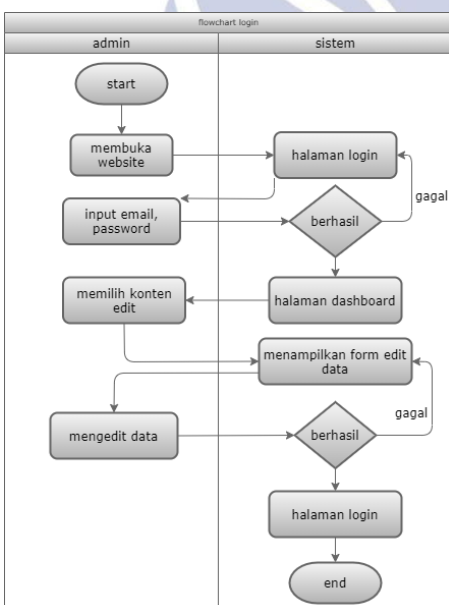 flowchart login
admin
sistem
start
membuka
website
halaman login
gagal
input email,
password
berhasil
memilih konten
edit
halaman dashboard
menampilkan form edit
data
gagal
mengedit data
berhasil
halaman login
end